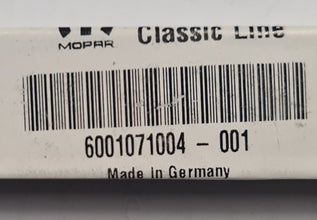 MOPAR Classic Line
6001071004 - 001
Made In Germany